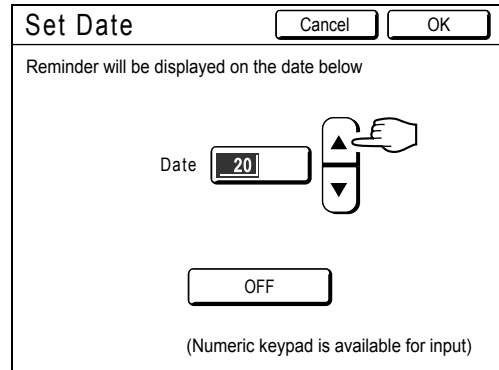 Set Date Cancel OK
Reminder will be displayed on the date below
Date 20 ▲
▼
OFF
(Numeric keypad is available for input)